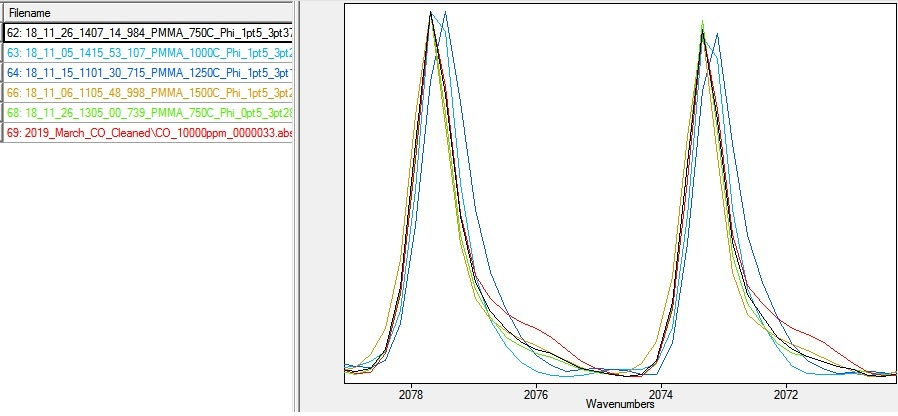 Filename
62: 18_11_26_1407_14_984_PMMA_750C_Phi_1pt5_3pt37
63: 18_11_05_1415_53_107_PMMA_1000C_Phi_1pt5_3pt2
64: 18_11_15_1101_30_715_PMMA_1250C_Phi_1pt5_3pt
66: 18_11_06_1105_48_998_PMMA_1500C_Phi_1pt5_3pt2
68: 18_11_26_1305_00_739_PMMA_750C_Phi_0pt5_3pt28
69: 2019_March_CO_Cleaned\CO_10000ppm_0000033.abs
2078 2076 2074 2072
Wavenumbers